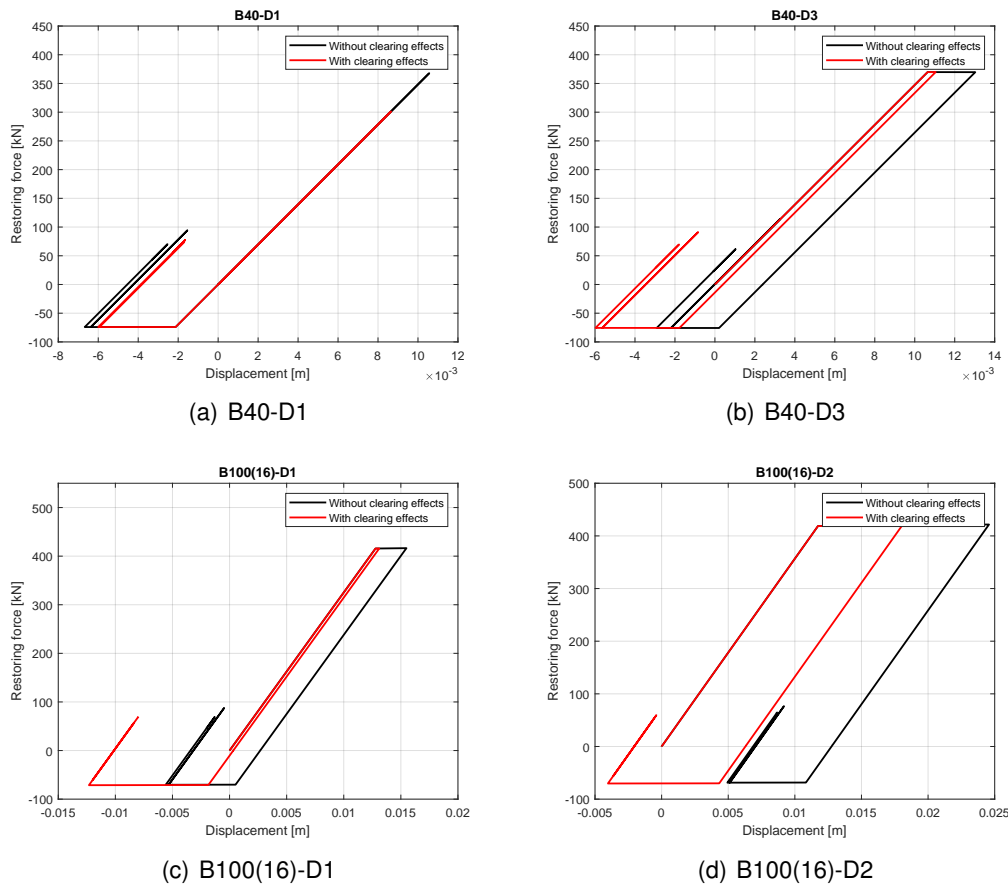 B40-D1
450
400
350
300
250
200
150
100
50
0
-50
-100
Restoring force [kN]
Without clearing effects
With clearing effects
-8 -6 -4 -2 0 2 4 6 8 10 12
Displacement [m]
×10⁻³
(a) B40-D1
B40-D3
450
400
350
300
250
200
150
100
50
0
-50
-100
Restoring force [kN]
Without clearing effects
With clearing effects
-6 -4 -2 0 2 4 6 8 10 12 14
Displacement [m]
×10⁻³
(b) B40-D3
B100(16)-D1
500
400
300
200
100
0
-100
Restoring force [kN]
Without clearing effects
With clearing effects
-0.015 -0.01 -0.005 0 0.005 0.01 0.015 0.02
Displacement [m]
(c) B100(16)-D1
B100(16)-D2
500
400
300
200
100
0
-100
Restoring force [kN]
Without clearing effects
With clearing effects
-0.005 0 0.005 0.01 0.015 0.02 0.025
Displacement [m]
(d) B100(16)-D2